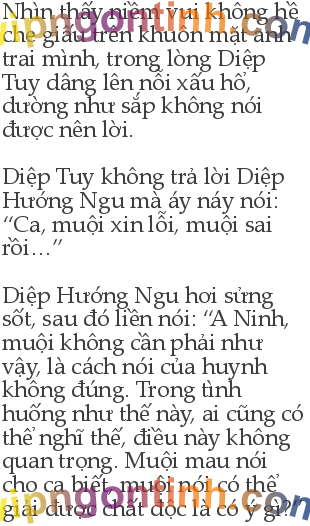 Nhìn thấy niềm vui không hề
che giấu trên khuôn mặt anh
trai mình, trong lòng Diệp
Tuy dâng lên nỗi xấu hổ,
dường như sắp không nói
được nên lời.
Diệp Tuy không trả lời Diệp
Hướng Ngu mà áy náy nói:
“Ca, muội xin lỗi, muội sai
rồi…”
Diệp Hướng Ngu hơi sửng
sốt, sau đó liền nói: “A Ninh,
muội không cần phải như
vậy, là cách nói của huynh
không đúng. Trong tình
huống như thế này, ai cũng có
thể nghĩ thế, điều này không
quan trọng. Muội mau nói
cho ca biết, muội nói có thể
giải được chất độc là có ý gì?”
vipngontinh.com
vipngontinh.com